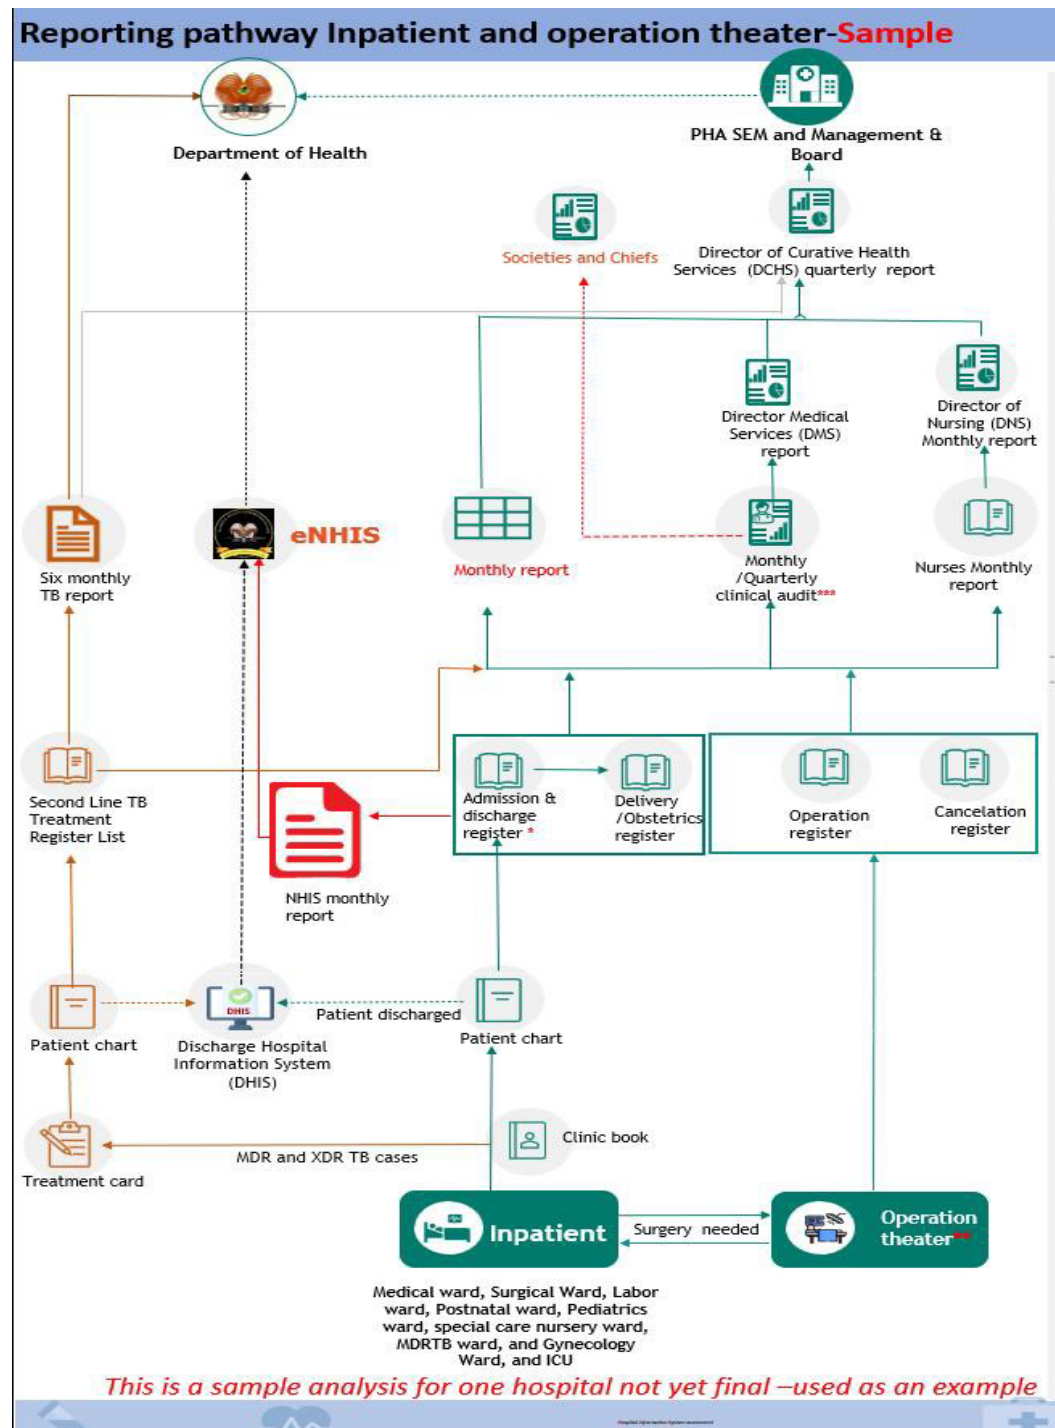 Reporting pathway Inpatient and operation theater-Sample
Department of Health
PHA SEM and Management &
Board
Societies and Chiefs
Director of Curative Health
Services (DCHS) quarterly report
Director Medical
Services (DMS)
report
Director of
Nursing (DNS)
Monthly report
Six monthly
TB report
eNHIS
Monthly report
Monthly
/Quarterly
clinical audit***
Nurses Monthly
report
Second Line TB
Treatment
Register List
Admission &
discharge
register *
Delivery
/Obstetrics
register
Operation
register
Cancelation
register
NHIS monthly
report
Patient chart
DHIS
Discharge Hospital
Information System
(DHIS)
Patient discharged
Patient chart
Treatment card
MDR and XDR TB cases
Clinic book
Inpatient
Surgery needed
Operation
theater**
Medical ward, Surgical Ward, Labor
ward, Postnatal ward, Pediatrics
ward, special care nursery ward,
MDRTB ward, and Gynecology
Ward, and ICU
This is a sample analysis for one hospital not yet final –used as an example
Hospital Information System assessment